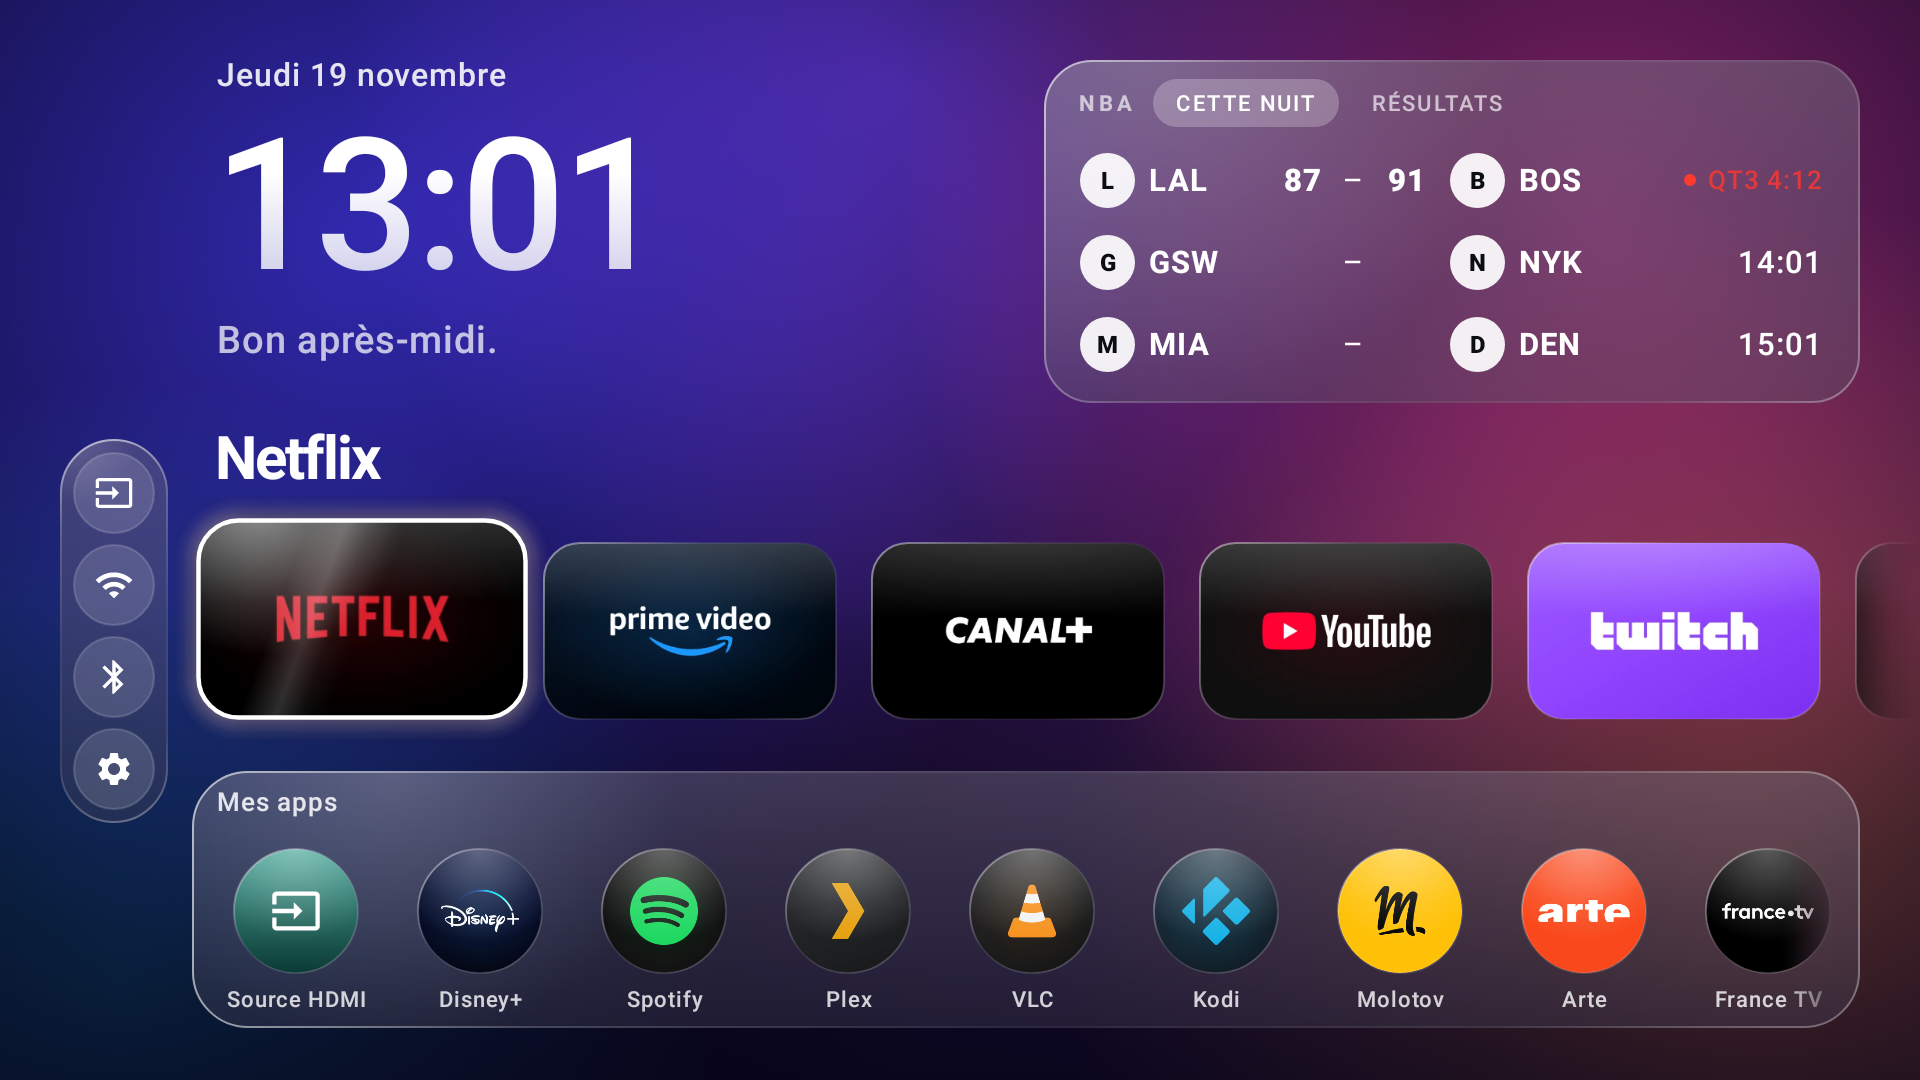 Jeudi 19 novembre
13:01
Bon après-midi.
NBA CETTE NUIT RÉSULTATS
L LAL 87 – 91 B BOS QT3 4:12
G GSW – N NYK 14:01
M MIA – D DEN 15:01
Netflix
NETFLIX
prime video
CANAL+
YouTube
twitch
Mes apps
Disney+
M.
arte
france•tv
Source HDMI
Disney+
Spotify
Plex
VLC
Kodi
Molotov
Arte
France TV